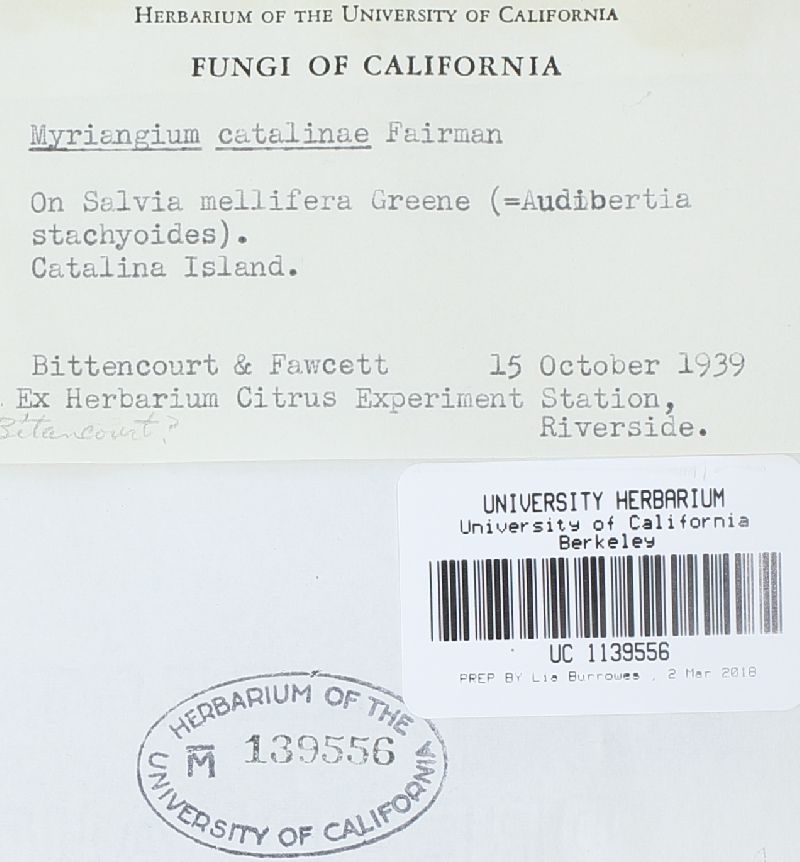 HERBARIUM OF THE UNIVERSITY OF CALIFORNIA
FUNGI OF CALIFORNIA
Myriangium catalinae Fairman
On Salvia mellifera Greene (=Audibertia
stachyoides).
Catalina Island.
Bittencourt & Fawcett 15 October 1939
Ex Herbarium Citrus Experiment Station,
Riverside.
Bitancourt?
UNIVERSITY HERBARIUM
University of California
Berkeley
UC 1139556
PREP BY Lia Burrowes , 2 Mar 2018
HERBARIUM OF THE
M 139556
UNIVERSITY OF CALIFORNIA